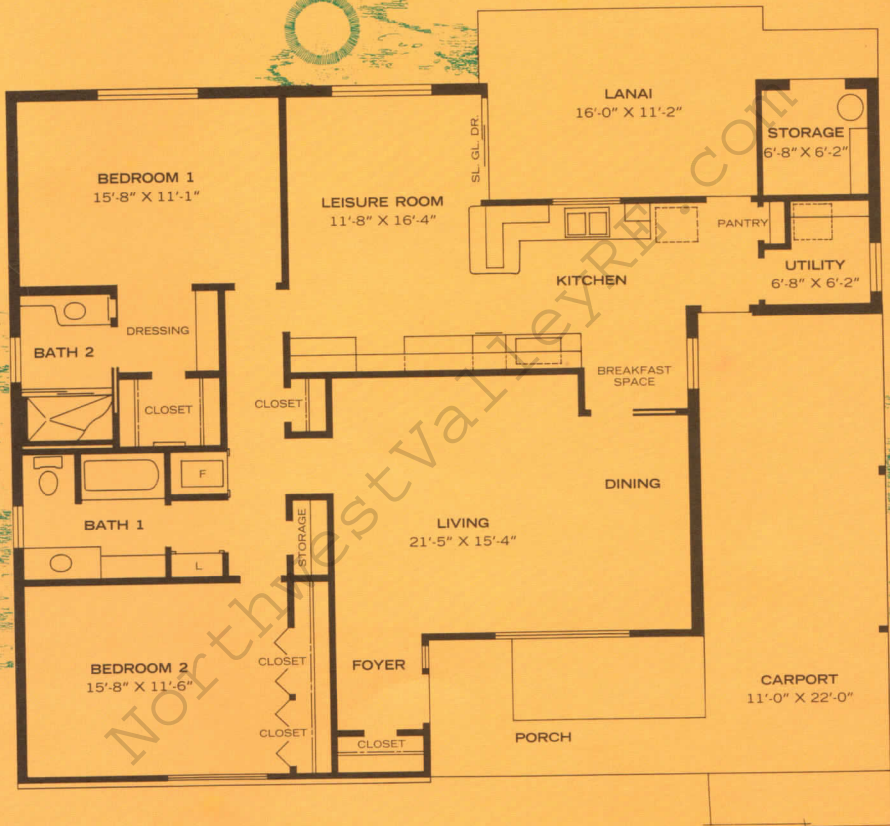 LANAI
16'-0" X 11'-2"
STORAGE
6'-8" X 6'-2"
BEDROOM 1
15'-8" X 11'-1"
SL. GL. DR.
LEISURE ROOM
11'-8" X 16'-4"
PANTRY
UTILITY
6'-8" X 6'-2"
KITCHEN
DRESSING
BATH 2
BREAKFAST
SPACE
CLOSET
CLOSET
F
DINING
BATH 1
LIVING
21'-5" X 15'-4"
STORAGE
L
BEDROOM 2
15'-8" X 11'-6"
CLOSET
FOYER
CLOSET
CLOSET
CARPORT
11'-0" X 22'-0"
PORCH
NorthwestValleyRE.com